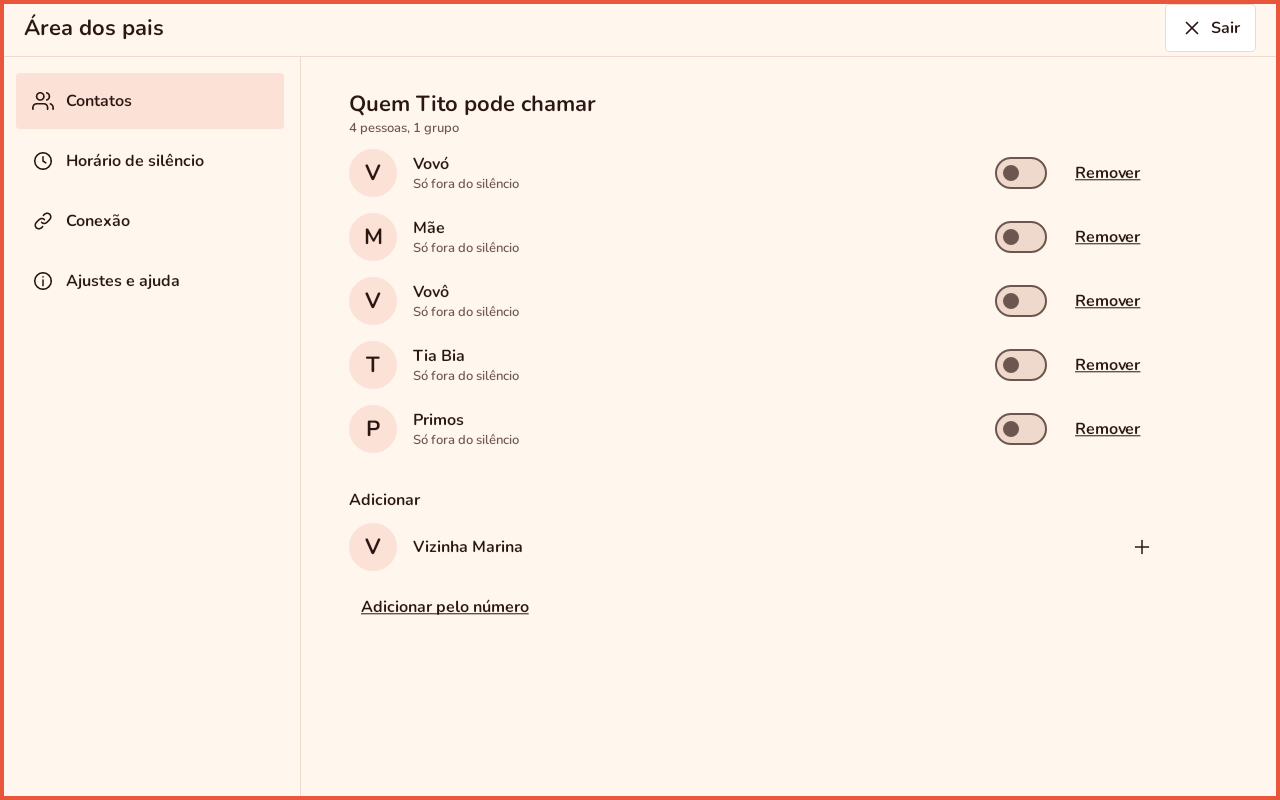 Área dos pais
Sair
Contatos
Horário de silêncio
Conexão
Ajustes e ajuda
Quem Tito pode chamar
4 pessoas, 1 grupo
V
Vovó
Só fora do silêncio
Remover
M
Mãe
Só fora do silêncio
Remover
V
Vovô
Só fora do silêncio
Remover
T
Tia Bia
Só fora do silêncio
Remover
P
Primos
Só fora do silêncio
Remover
Adicionar
V
Vizinha Marina
Adicionar pelo número